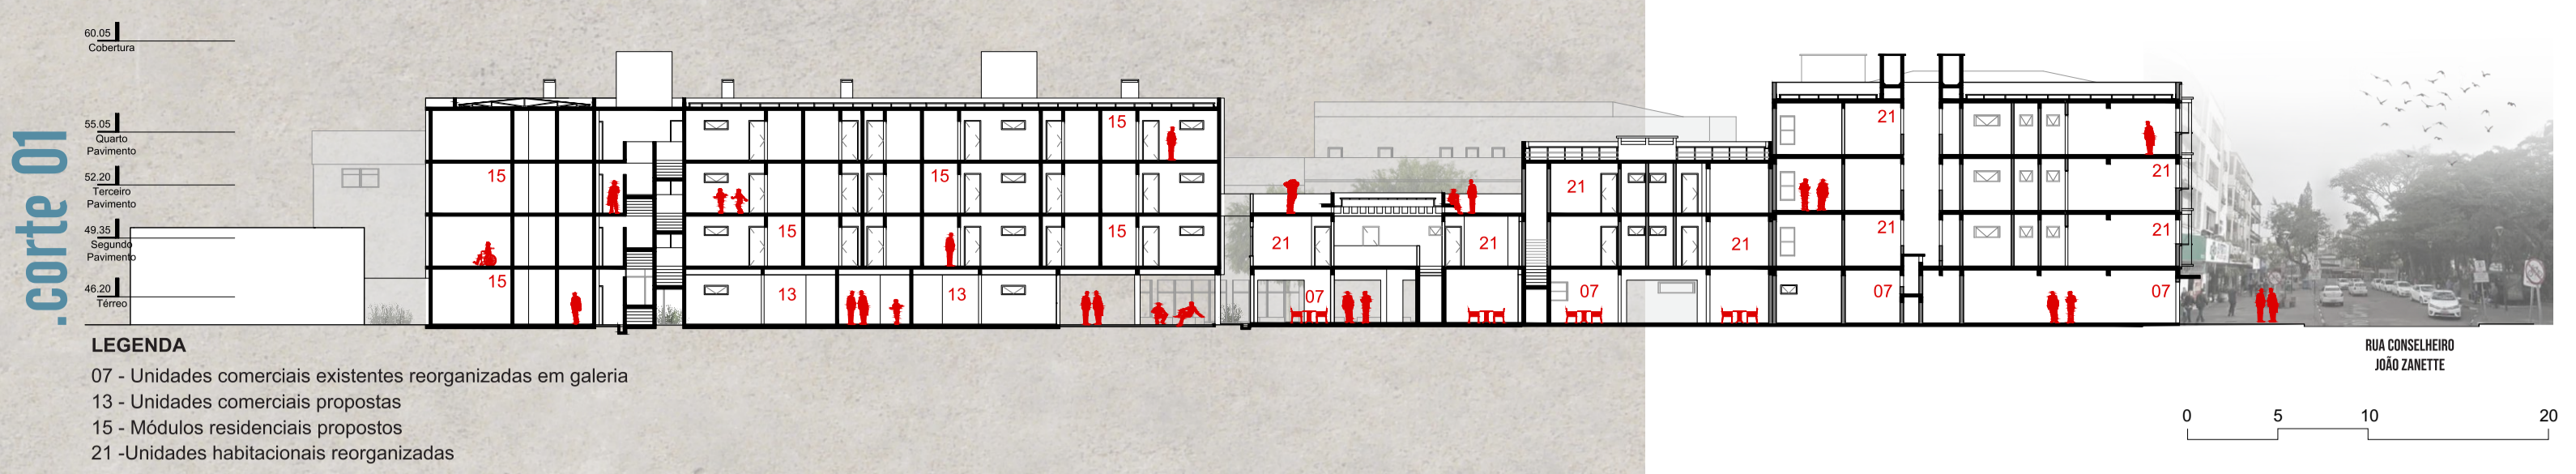 .corte 01
60.05
Cobertura
55.05
Quarto
Pavimento
52.20
Terceiro
Pavimento
49.35
Segundo
Pavimento
46.20
Térreo
15
15
15
15
15
15
13
13
21
21
21
21
21
21
21
21
07
07
07
07
LEGENDA
07 - Unidades comerciais existentes reorganizadas em galeria
13 - Unidades comerciais propostas
15 - Módulos residenciais propostos
21 -Unidades habitacionais reorganizadas
RUA CONSELHEIRO
JOÃO ZANETTE
0 5 10 20